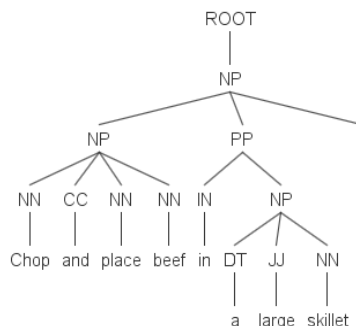 ROOT
NP
NP PP
NN CC NN NN IN NP
Chop and place beef in DT JJ NN
a large skillet